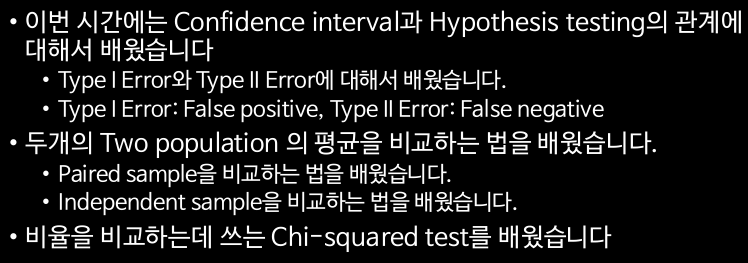 • 이번 시간에는 Confidence interval과 Hypothesis testing의 관계에
대해서 배웠습니다
• Type I Error와 Type II Error에 대해서 배웠습니다.
• Type I Error: False positive, Type II Error: False negative
• 두개의 Two population 의 평균을 비교하는 법을 배웠습니다.
• Paired sample을 비교하는 법을 배웠습니다.
• Independent sample을 비교하는 법을 배웠습니다.
• 비율을 비교하는데 쓰는 Chi-squared test를 배웠습니다